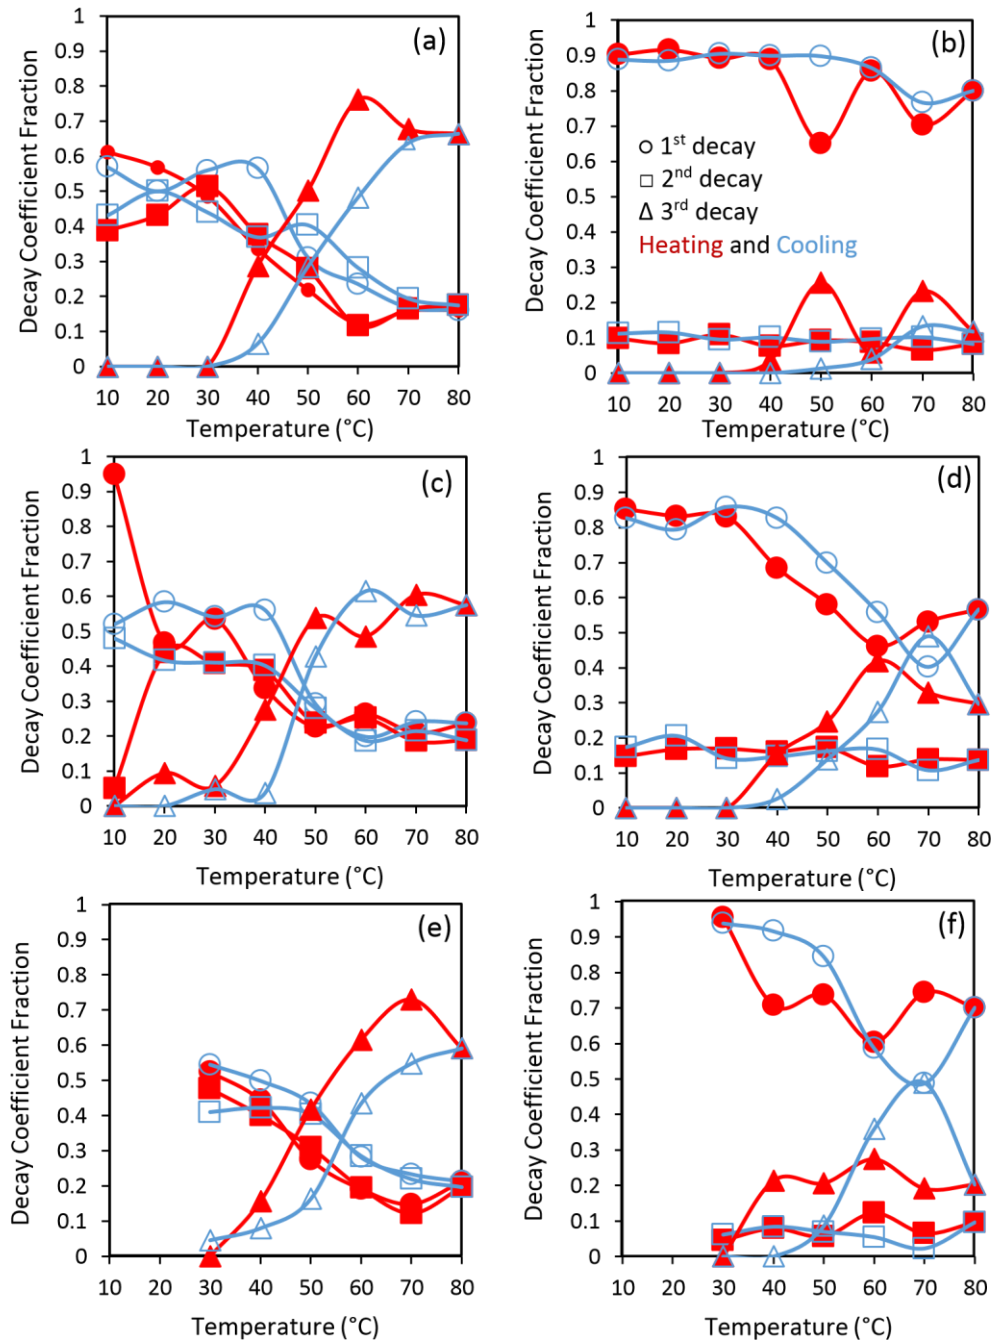 (a)
Decay Coefficient Fraction
1
0.9
0.8
0.7
0.6
0.5
0.4
0.3
0.2
0.1
0
10 20 30 40 50 60 70 80
Temperature (°C)
(b)
Decay Coefficient Fraction
1
0.9
0.8
0.7
0.6
0.5
0.4
0.3
0.2
0.1
0
○ 1st decay
□ 2nd decay
Δ 3rd decay
Heating and Cooling
10 20 30 40 50 60 70 80
Temperature (°C)
(c)
Decay Coefficient Fraction
1
0.9
0.8
0.7
0.6
0.5
0.4
0.3
0.2
0.1
0
10 20 30 40 50 60 70 80
Temperature (°C)
(d)
Decay Coefficient Fraction
1
0.9
0.8
0.7
0.6
0.5
0.4
0.3
0.2
0.1
0
10 20 30 40 50 60 70 80
Temperature (°C)
(e)
Decay Coefficient Fraction
1
0.9
0.8
0.7
0.6
0.5
0.4
0.3
0.2
0.1
0
10 20 30 40 50 60 70 80
Temperature (°C)
(f)
Decay Coefficient Fraction
1
0.9
0.8
0.7
0.6
0.5
0.4
0.3
0.2
0.1
0
10 20 30 40 50 60 70 80
Temperature (°C)